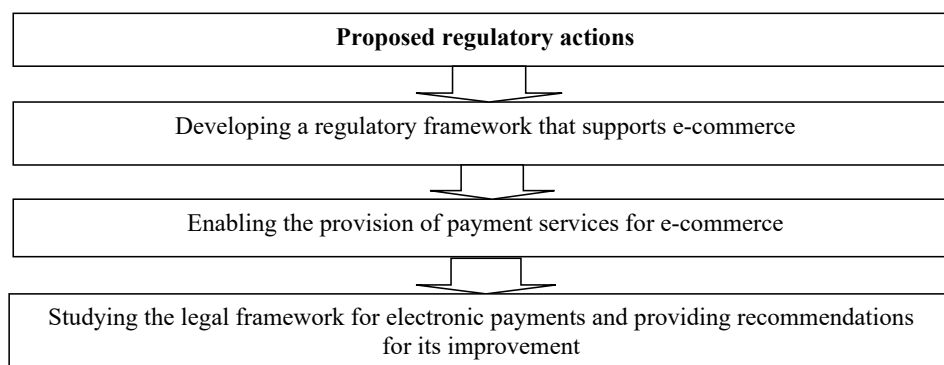 Proposed regulatory actions
Developing a regulatory framework that supports e-commerce
Enabling the provision of payment services for e-commerce
Studying the legal framework for electronic payments and providing recommendations
for its improvement